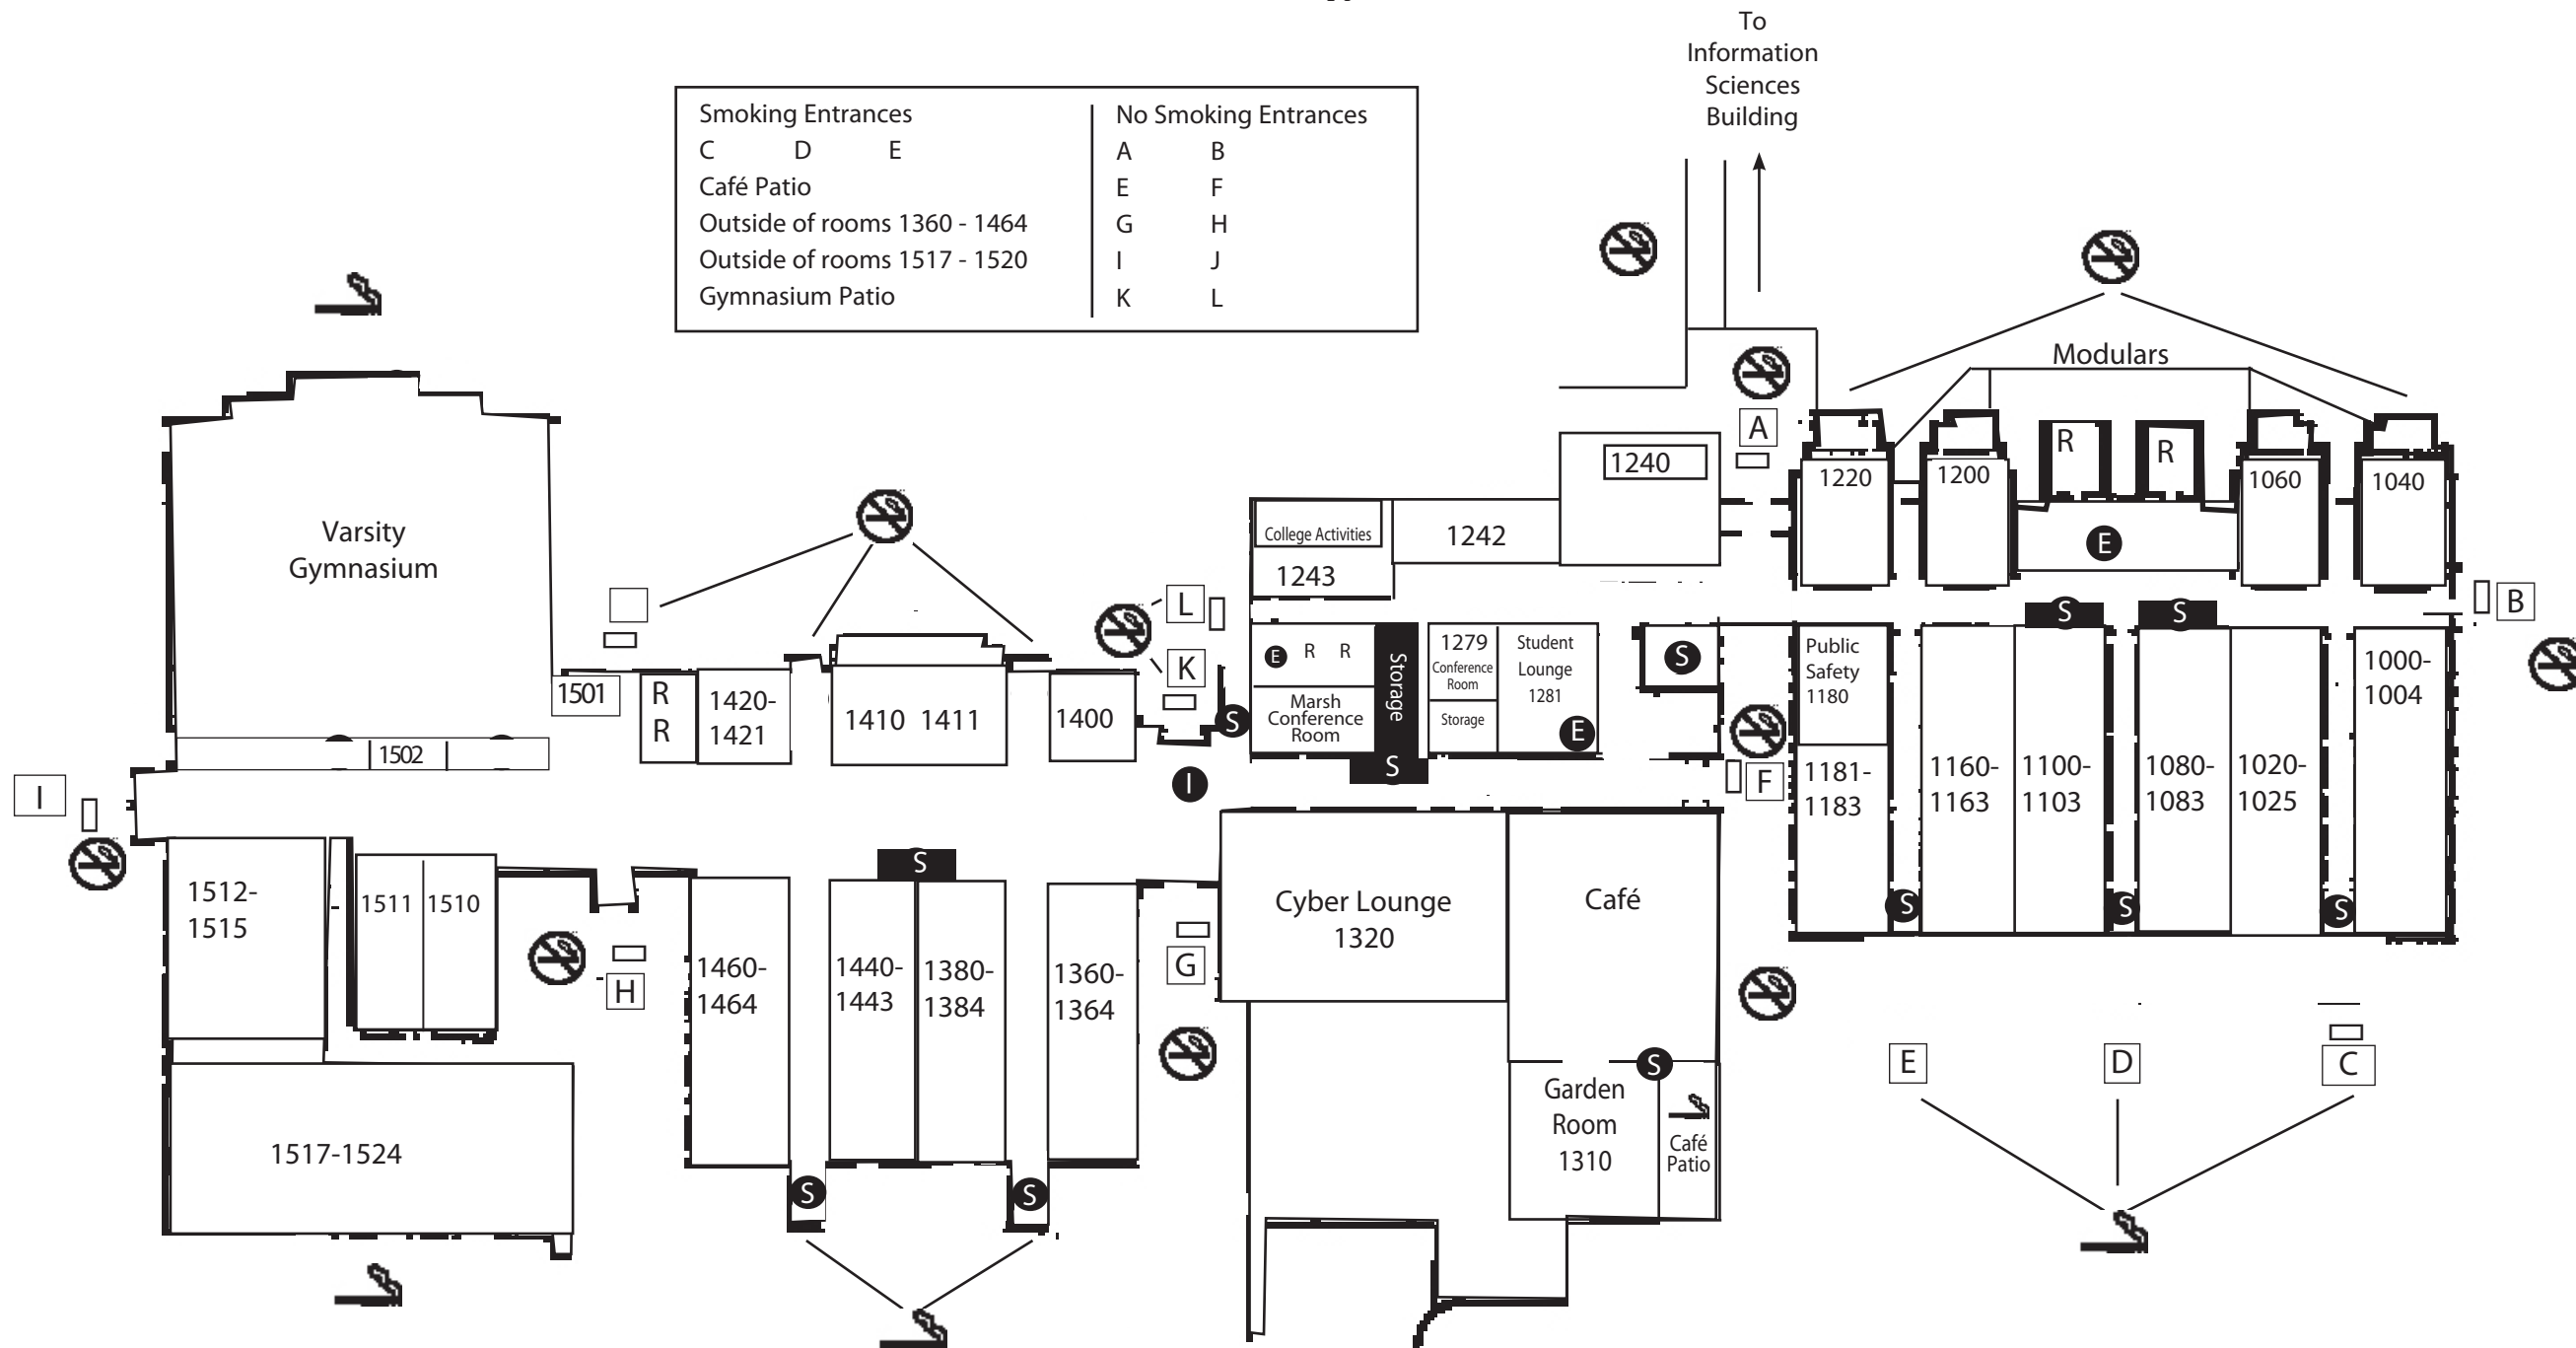 To
Information
Sciences
Building
Smoking Entrances
C D E
Café Patio
Outside of rooms 1360 - 1464
Outside of rooms 1517 - 1520
Gymnasium Patio
No Smoking Entrances
A B
E F
G H
I J
K L
Modulars
A
1240
1220
1200
R
R
1060
1040
E
B
College Activities
1242
1243
Varsity
Gymnasium
L
K
1501
R
R
1420-
1421
1410 1411
1400
S
I
E R R
Marsh
Conference
Room
Storage
S
1279
Conference
Room
Storage
Student
Lounge
1281
E
S
F
Public
Safety
1180
1181-
1183
S
S
1160-
1163
1100-
1103
1080-
1083
1020-
1025
1000-
1004
S
S
S
1502
I
1512-
1515
1511
1510
H
1517-1524
S
1460-
1464
1440-
1443
1380-
1384
1360-
1364
S
S
G
Cyber Lounge
1320
Café
S
Garden
Room
1310
Café
Patio
E
D
C